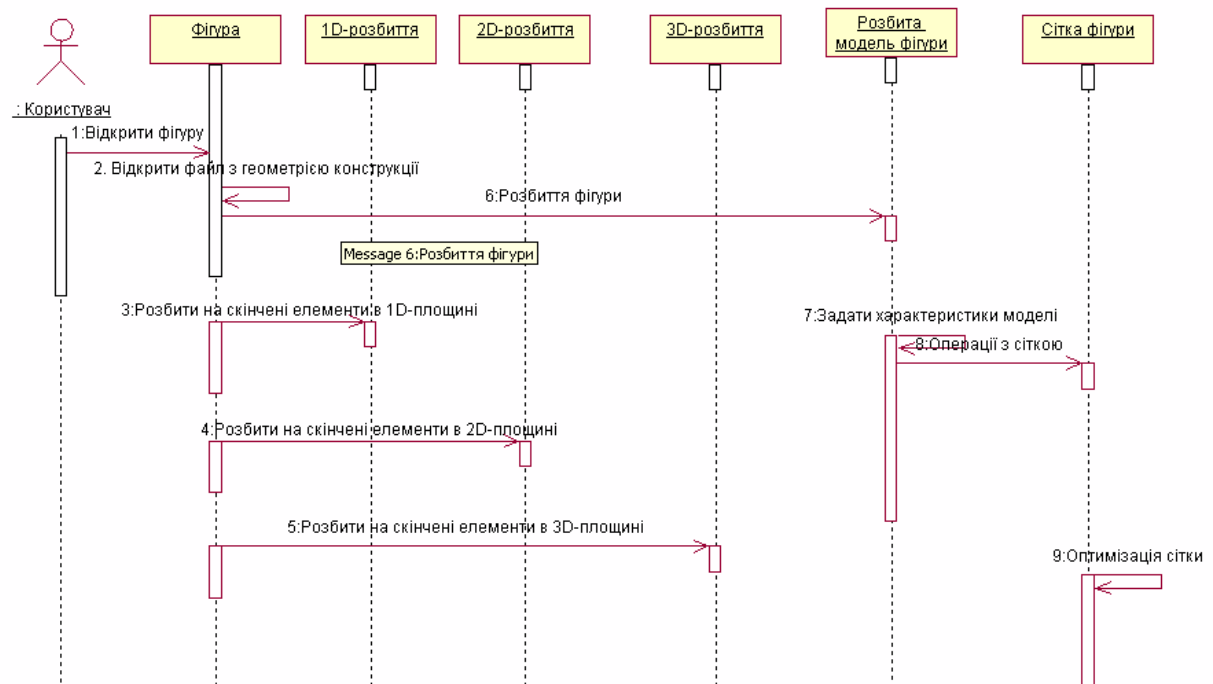 Фігура
1D-розбиття
2D-розбиття
3D-розбиття
Розбита
модель фігури
Сітка фігури
: Користувач
1:Відкрити фігуру
2. Відкрити файл з геометрією конструкції
6:Розбиття фігури
Message 6:Розбиття фігури
3:Розбити на скінчені елементи в 1D-площині
7:Задати характеристики моделі
8:Операції з сіткою
4:Розбити на скінчені елементи в 2D-площині
5:Розбити на скінчені елементи в 3D-площині
9:Оптимізація сітки